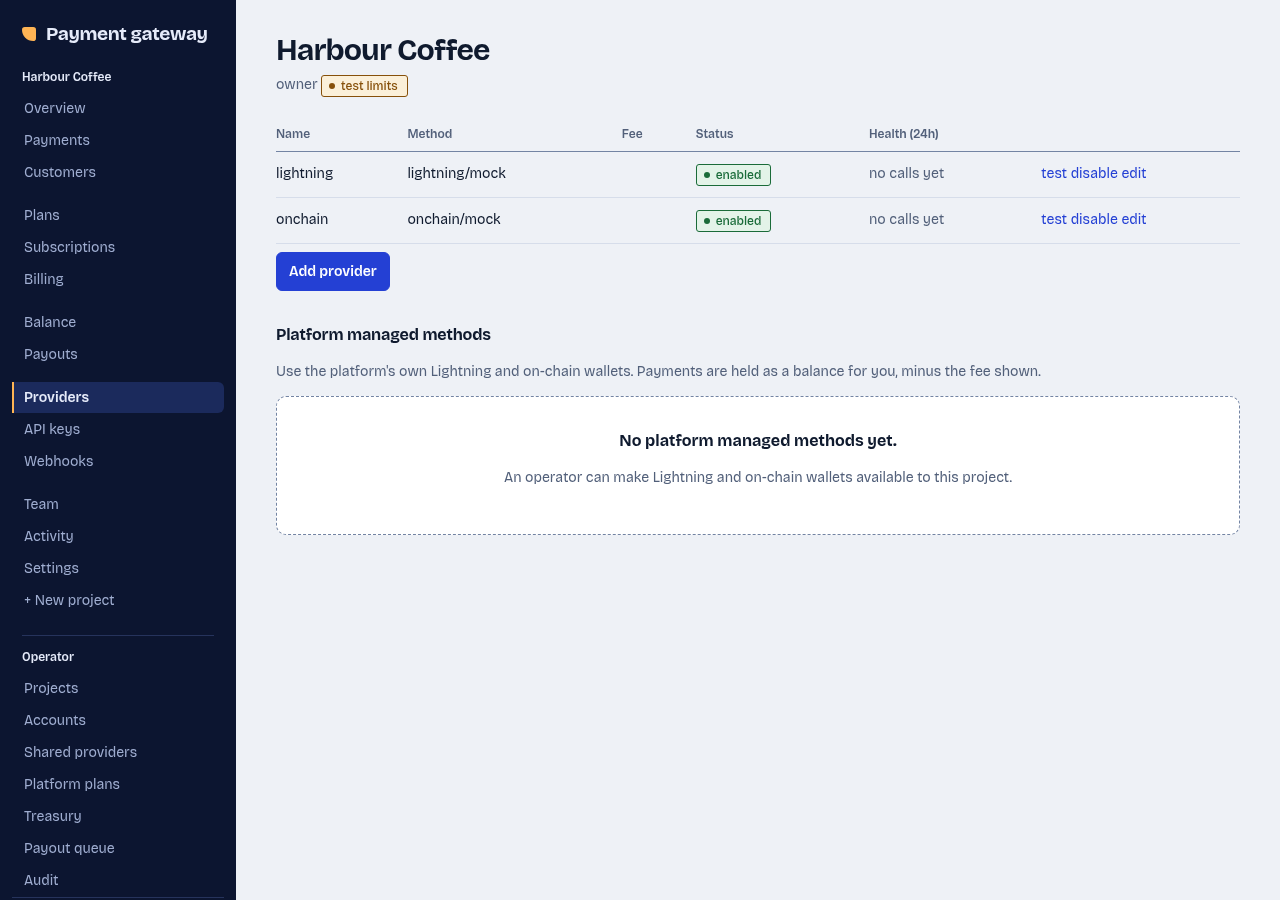 Payment gateway
Harbour Coffee
Overview
Payments
Customers
Plans
Subscriptions
Billing
Balance
Payouts
Providers
API keys
Webhooks
Team
Activity
Settings
+ New project
Operator
Projects
Accounts
Shared providers
Platform plans
Treasury
Payout queue
Audit
Harbour Coffee
owner test limits
Name Method Fee Status Health (24h)
lightning lightning/mock enabled no calls yet test disable edit
onchain onchain/mock enabled no calls yet test disable edit
Add provider
Platform managed methods
Use the platform's own Lightning and on-chain wallets. Payments are held as a balance for you, minus the fee shown.
No platform managed methods yet.
An operator can make Lightning and on-chain wallets available to this project.